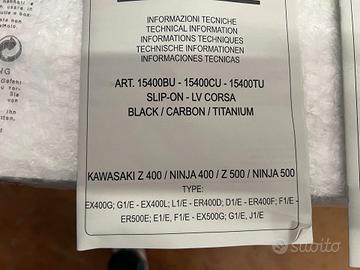 INFORMAZIONI TECNICHE
TECHNICAL INFORMATION
INFORMATIONS TECHNIQUES
TECHNISCHE INFORMATIONEN
INFORMACIONES TECNICAS
ART. 15400BU - 15400CU - 15400TU
SLIP-ON - LV CORSA
BLACK / CARBON / TITANIUM
KAWASAKI Z 400 / NINJA 400 / Z 500 / NINJA 500
TYPE:
EX400G; G1/E - EX400L; L1/E - ER400D; D1/E - ER400F; F1/E -
ER500E; E1/E, F1/E - EX500G; G1/E, J1/E
subito